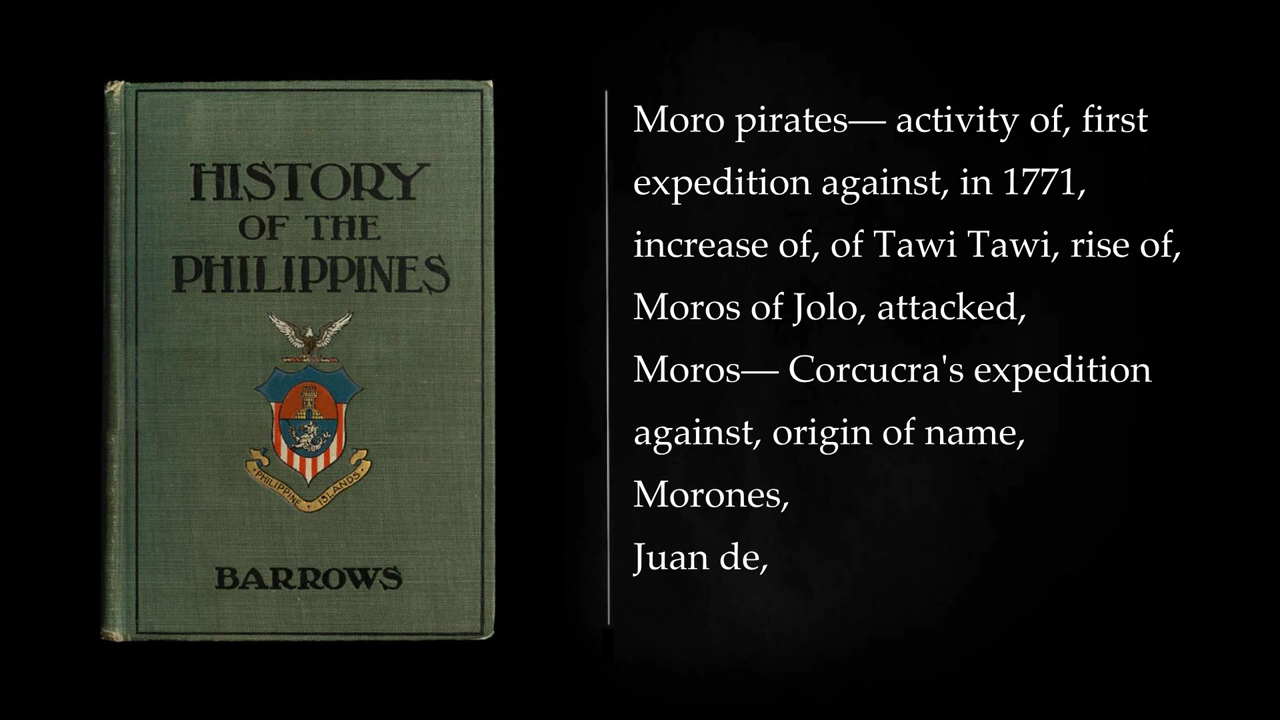 HISTORY
OF THE
PHILIPPINES
PHILIPPINE ISLANDS
BARROWS
Moro pirates— activity of, first
expedition against, in 1771,
increase of, of Tawi Tawi, rise of,
Moros of Jolo, attacked,
Moros— Corcucra's expedition
against, origin of name,
Morones,
Juan de,